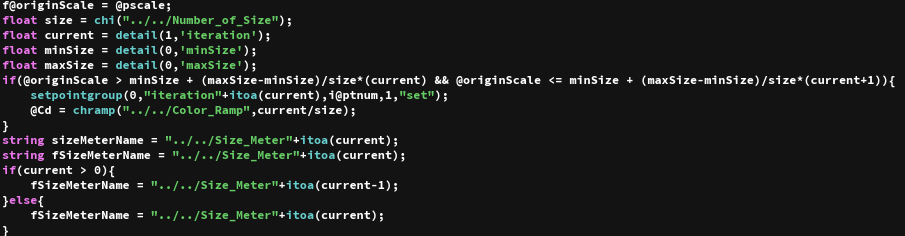 f@originScale = @pscale;
float size = chi("../../Number_of_Size");
float current = detail(1,'iteration');
float minSize = detail(0,'minSize');
float maxSize = detail(0,'maxSize');
if(@originScale > minSize + (maxSize-minSize)/size*(current) && @originScale <= minSize + (maxSize-minSize)/size*(current+1)){
    setpointgroup(0,"iteration"+itoa(current),i@ptnum,1,"set");
    @Cd = chramp("../../Color_Ramp",current/size);
}
string sizeMeterName = "../../Size_Meter"+itoa(current);
string fSizeMeterName = "../../Size_Meter"+itoa(current);
if(current > 0){
    fSizeMeterName = "../../Size_Meter"+itoa(current-1);
}else{
    fSizeMeterName = "../../Size_Meter"+itoa(current);
}